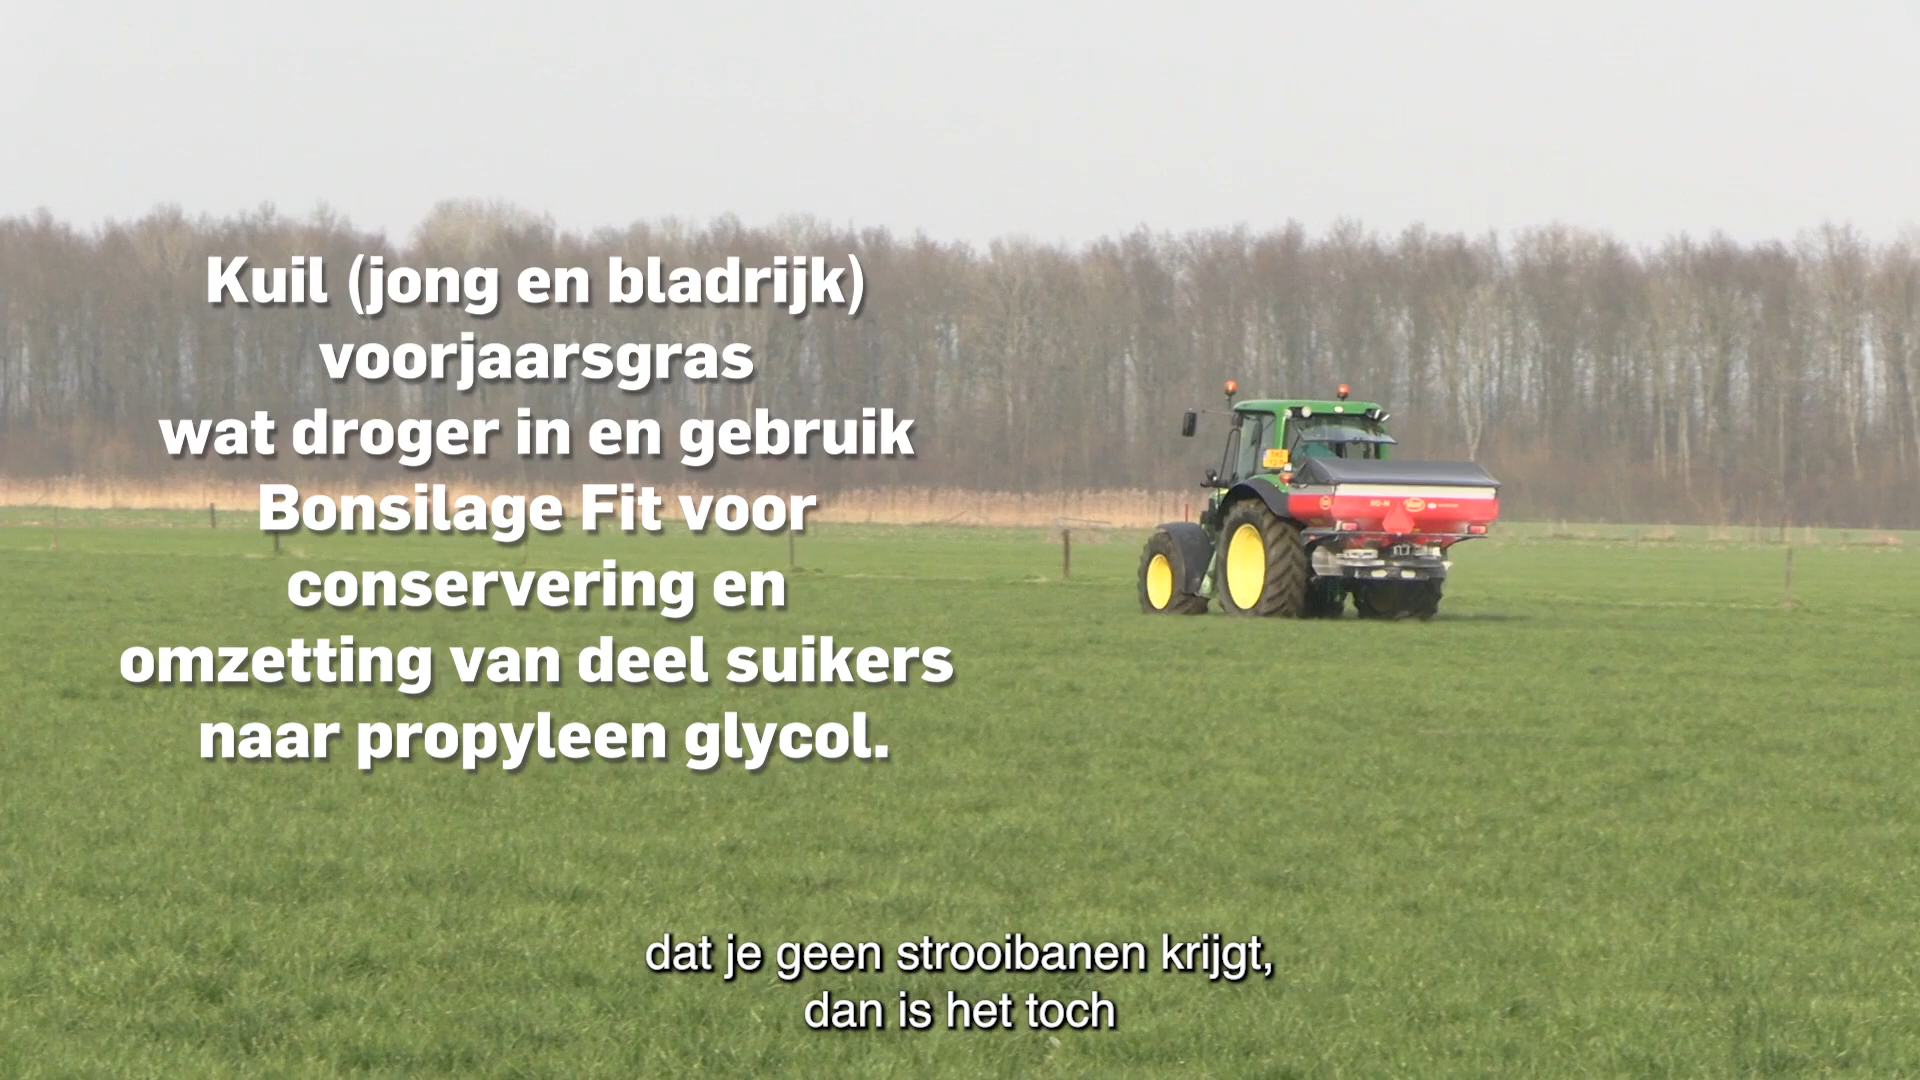 Kuil (jong en bladrijk)
voorjaarsgras
wat droger in en gebruik
Bonsilage Fit voor
conservering en
omzetting van deel suikers
naar propyleen glycol.
dat je geen strooibanen krijgt,
dan is het toch